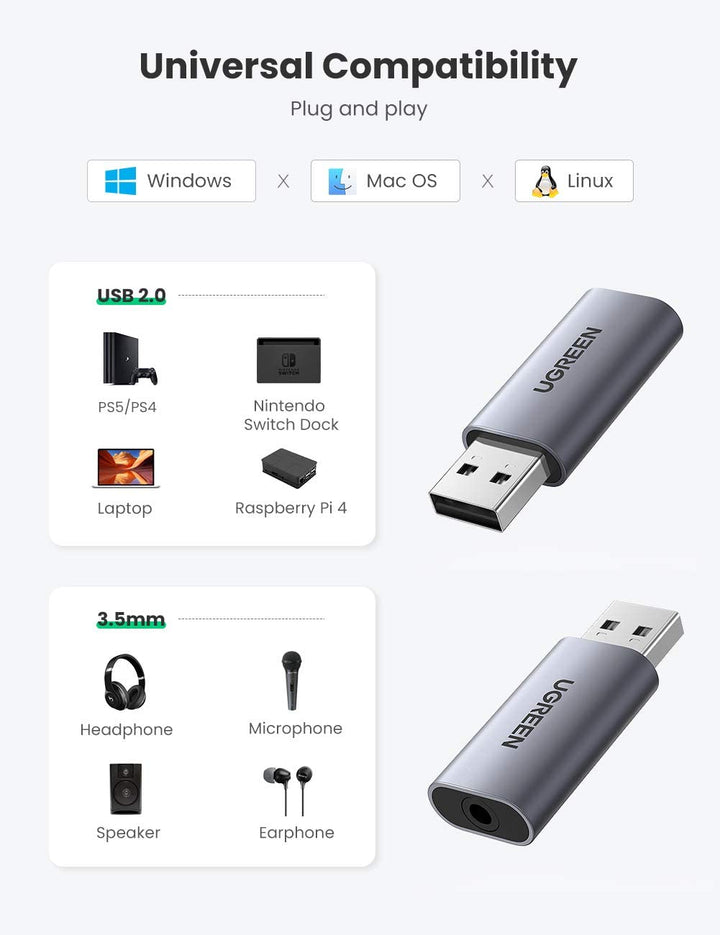 Universal Compatibility
Plug and play
Windows X Mac OS X Linux
USB 2.0
PS5/PS4
Nintendo
Switch Dock
Laptop
Raspberry Pi 4
UGREEN
3.5mm
Headphone
Microphone
Speaker
Earphone
UGREEN